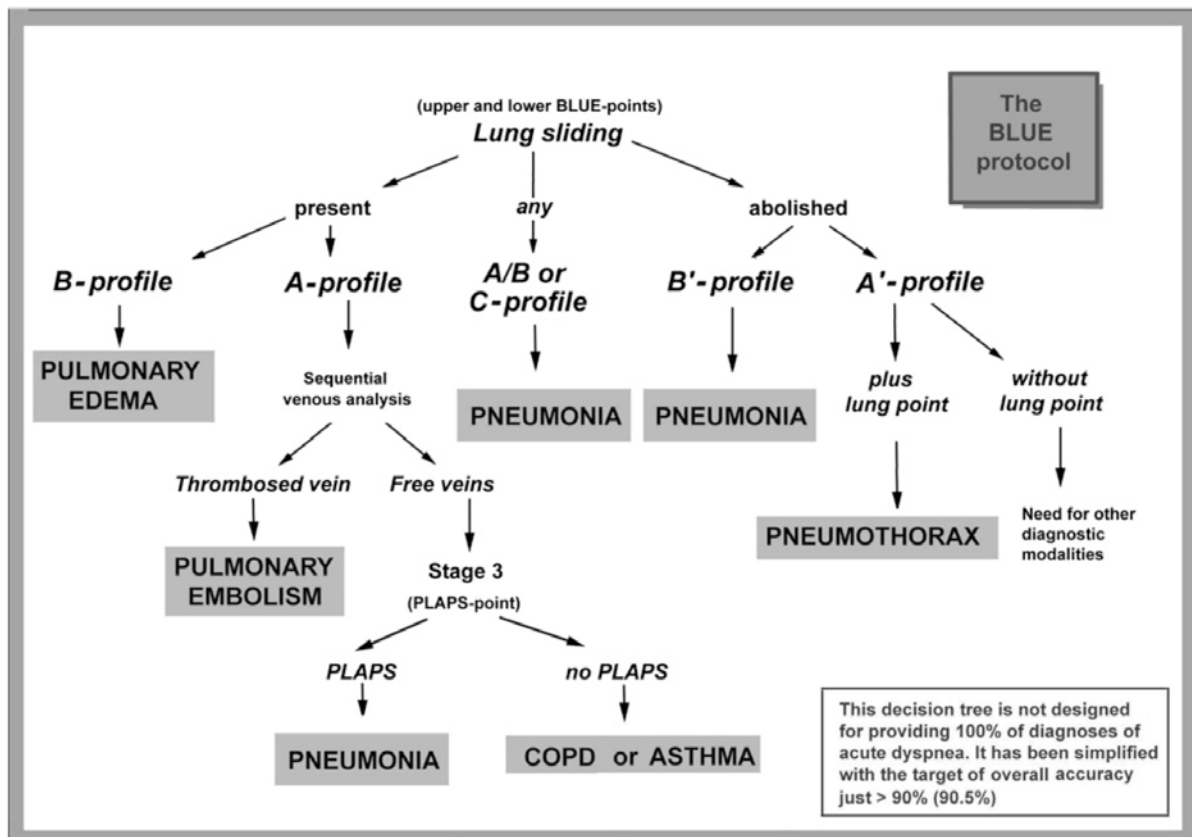 The
BLUE
protocol
(upper and lower BLUE-points)
Lung sliding
present
any
abolished
B-profile
A-profile
A/B or
C-profile
B'-profile
A'-profile
PULMONARY
EDEMA
Sequential
venous analysis
PNEUMONIA
PNEUMONIA
plus
lung point
without
lung point
Thrombosed vein
Free veins
PNEUMOTHORAX
Need for other
diagnostic
modalities
PULMONARY
EMBOLISM
Stage 3
(PLAPS-point)
PLAPS
no PLAPS
PNEUMONIA
COPD or ASTHMA
This decision tree is not designed
for providing 100% of diagnoses of
acute dyspnea. It has been simplified
with the target of overall accuracy
just > 90% (90.5%)